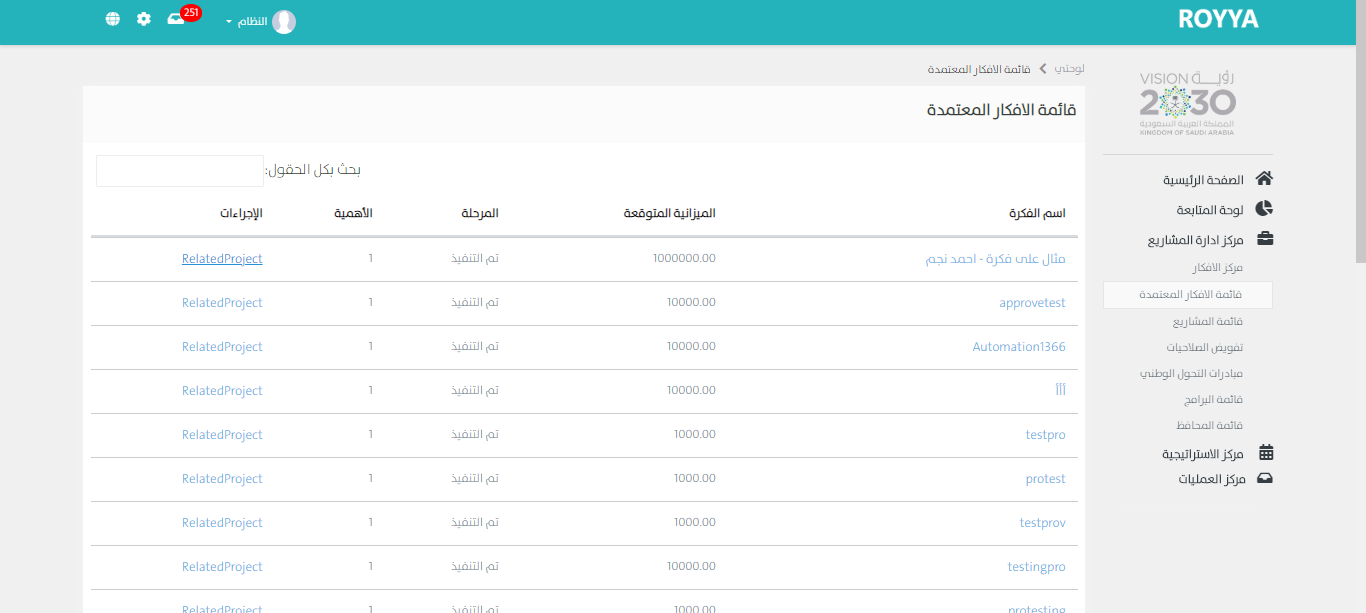 ROYYA
النظام
251
لوحتي
قائمة الافكار المعتمدة
VISION رؤيـــة
2030
المملكة العربية السعودية
KINGDOM OF SAUDI ARABIA
الصفحة الرئيسية
لوحة المتابعة
مركز ادارة المشاريع
مركز الافكار
قائمة الافكار المعتمدة
قائمة المشاريع
تفويض الصلاحيات
مبادرات التحول الوطني
قائمة البرامج
قائمة المحافظ
مركز الاستراتيجية
مركز العمليات
قائمة الافكار المعتمدة
بحث بكل الحقول:
اسم الفكرة الميزانية المتوقعة المرحلة الأهمية الإجراءات
مثال على فكرة - احمد نجم 1000000.00 تم التنفيذ 1 RelatedProject
approvetest 10000.00 تم التنفيذ 1 RelatedProject
Automation1366 10000.00 تم التنفيذ 1 RelatedProject
أأأ 10000.00 تم التنفيذ 1 RelatedProject
testpro 1000.00 تم التنفيذ 1 RelatedProject
protest 1000.00 تم التنفيذ 1 RelatedProject
testprov 1000.00 تم التنفيذ 1 RelatedProject
testingpro 10000.00 تم التنفيذ 1 RelatedProject
protesting 1000.00 تم التنفيذ 1 RelatedProject